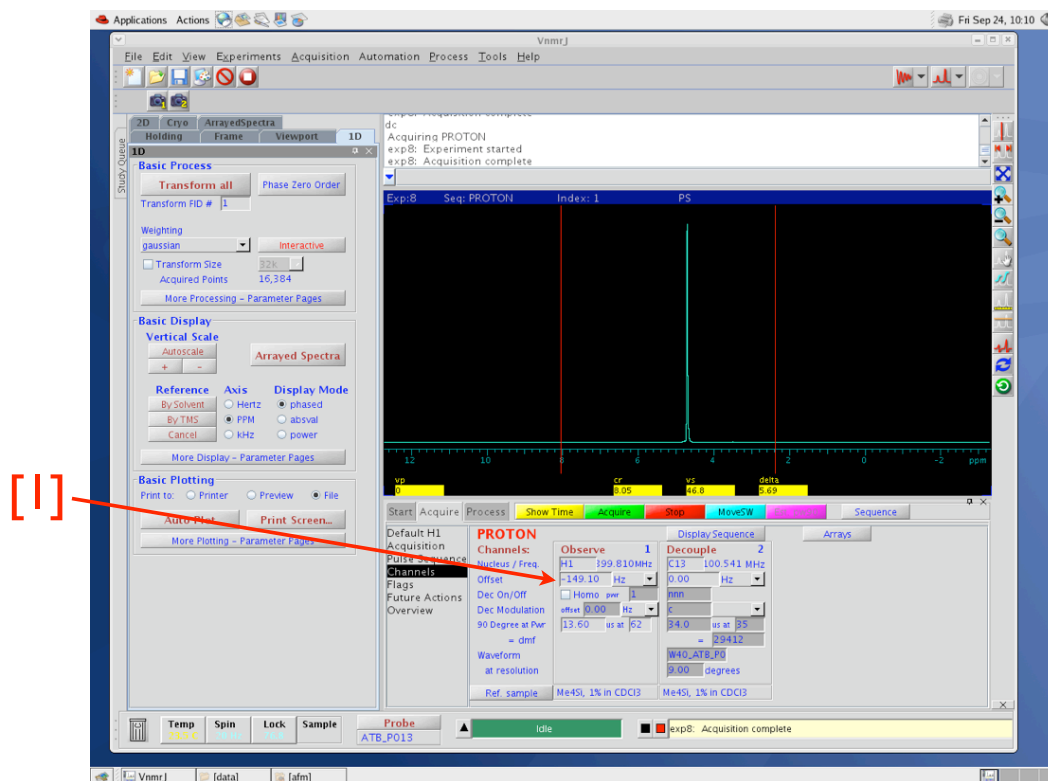 Applications Actions Fri Sep 24, 10:10
VnmrJ
File Edit View Experiments Acquisition Automation Process Tools Help
2D Cryo ArrayedSpectra
Holding Frame Viewport 1D
Study Queue
1D
Basic Process
Transform all Phase Zero Order
Transform FID # 1
Weighting
gaussian Interactive
Transform Size 32k
Acquired Points 16,384
More Processing - Parameter Pages
Basic Display
Vertical Scale
Autoscale
+ -
Arrayed Spectra
Reference Axis Display Mode
By Solvent Hertz phased
By TMS PPM absval
Cancel kHz power
More Display - Parameter Pages
Basic Plotting
Print to: Printer Preview File
Auto Plot Print Screen...
More Plotting - Parameter Pages
[I]
exp8: Acquisition complete
dc
Acquiring PROTON
exp8: Experiment started
exp8: Acquisition complete
Exp:8 Seq: PROTON Index: 1 PS
12 10 8 6 4 2 0 -2 ppm
vp cr vs delta
0 8.05 46.8 5.69
Start Acquire Process Show Time Acquire Stop MoveSW Sequence
Default H1
Acquisition
Pulse Sequence
Channels
Flags
Future Actions
Overview
PROTON Display Sequence Arrays
Channels: Observe 1 Decouple 2
Nucleus / Freq. H1 399.810MHz C13 100.541 MHz
Offset -149.10 Hz 0.00 Hz
Dec On/Off Homo pwr 1 nnn
Dec Modulation offset 0.00 Hz c
90 Degree at Pwr 13.60 us at 62 34.0 us at 35
= dmf = 29412
Waveform W40_ATB_P0
at resolution 9.00 degrees
Ref. sample Me4Si, 1% in CDCl3 Me4Si, 1% in CDCl3
Temp Spin Lock Sample
Probe
ATB_P013
Idle
exp8: Acquisition complete
VnmrJ [data] [afm]